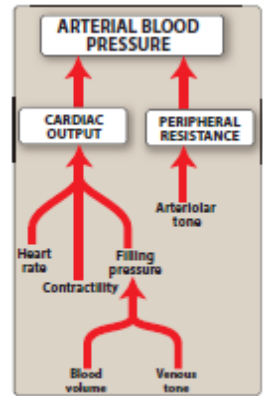 ARTERIAL BLOOD
PRESSURE
CARDIAC
OUTPUT
PERIPHERAL
RESISTANCE
Arteriolar
tone
Heart
rate
Contractility
Filling
pressure
Blood
volume
Venous
tone